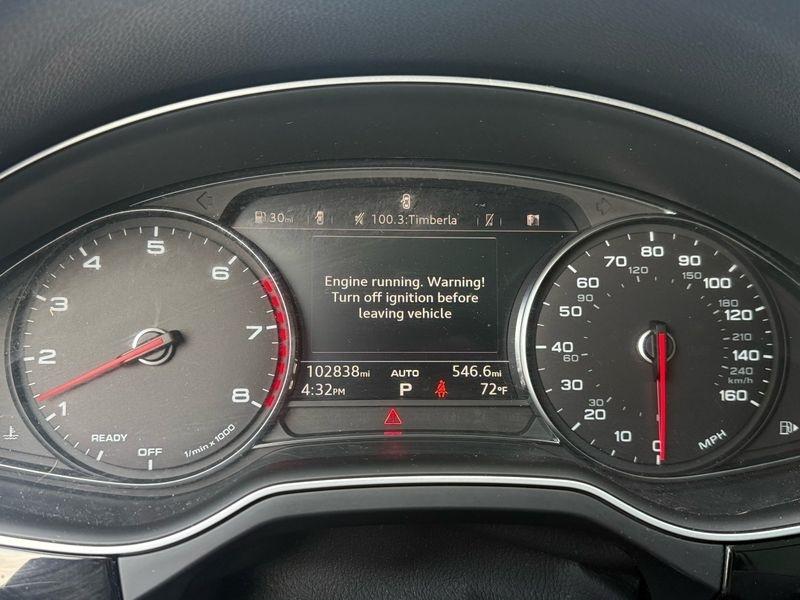 30mi
100.3:Timberla
Engine running. Warning!
Turn off ignition before
leaving vehicle
102838mi
AUTO
546.6mi
4:32PM
P
72°F
1
2
3
4
5
6
7
8
READY
OFF
1/min x 1000
0
10
20
30
40
50
60
70
80
90
100
120
140
160
30
60
90
120
150
180
210
240
km/h
MPH